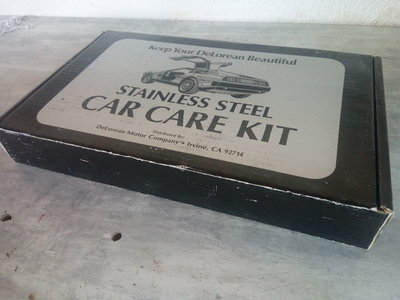 Keep Your DeLorean Beautiful
STAINLESS STEEL
CAR CARE KIT
Distributed By:
DeLorean Motor Company • Irvine, CA 92714